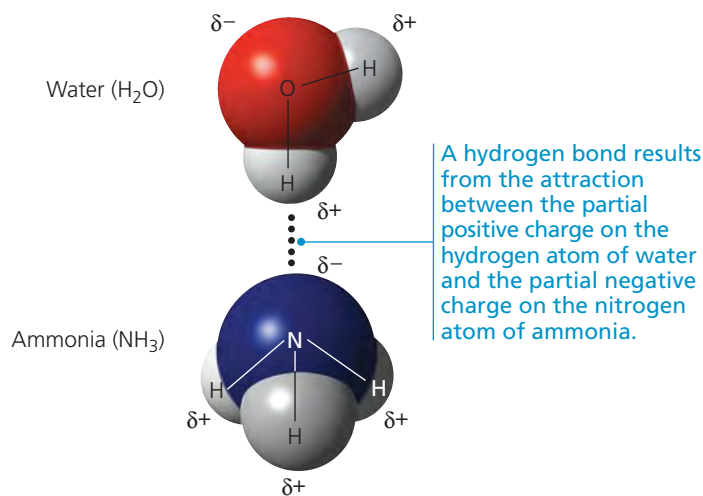 δ− δ+
Water (H₂O)
O H
H
δ+
A hydrogen bond results
from the attraction
between the partial
positive charge on the
hydrogen atom of water
and the partial negative
charge on the nitrogen
atom of ammonia.
δ−
Ammonia (NH₃)
N
H H
H
δ+ δ+
δ+